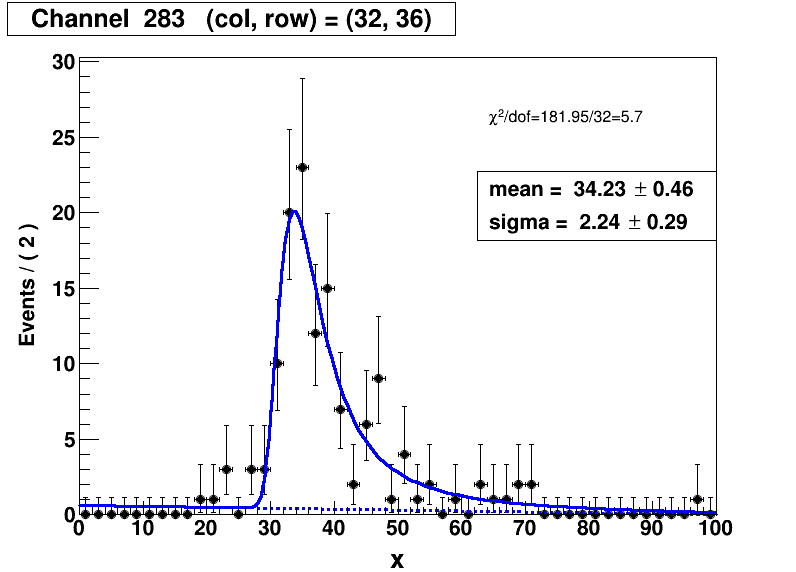 Channel 283 (col, row) = (32, 36)
χ²/dof=181.95/32=5.7
mean = 34.23 ± 0.46
sigma = 2.24 ± 0.29
Events / ( 2 )
30
25
20
15
10
5
0
0 10 20 30 40 50 60 70 80 90 100
x